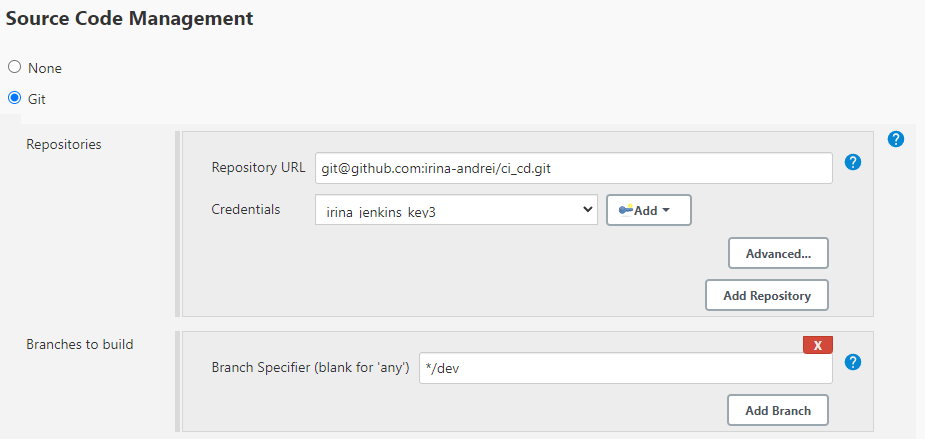 Source Code Management
None
Git
Repositories
?
Repository URL git@github.com:irina-andrei/ci_cd.git ?
Credentials irina_jenkins_key3 Add
Advanced...
Add Repository
Branches to build
X
Branch Specifier (blank for 'any') */dev ?
Add Branch